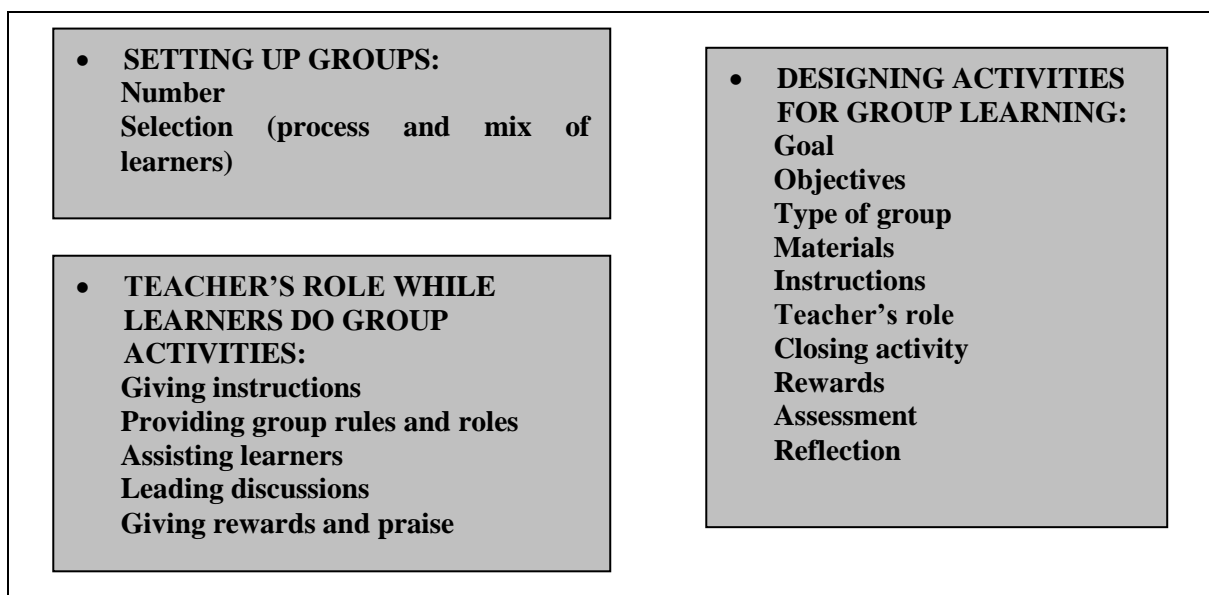 • SETTING UP GROUPS:
Number
Selection (process and mix of
learners)
• TEACHER’S ROLE WHILE
LEARNERS DO GROUP
ACTIVITIES:
Giving instructions
Providing group rules and roles
Assisting learners
Leading discussions
Giving rewards and praise
• DESIGNING ACTIVITIES
FOR GROUP LEARNING:
Goal
Objectives
Type of group
Materials
Instructions
Teacher’s role
Closing activity
Rewards
Assessment
Reflection